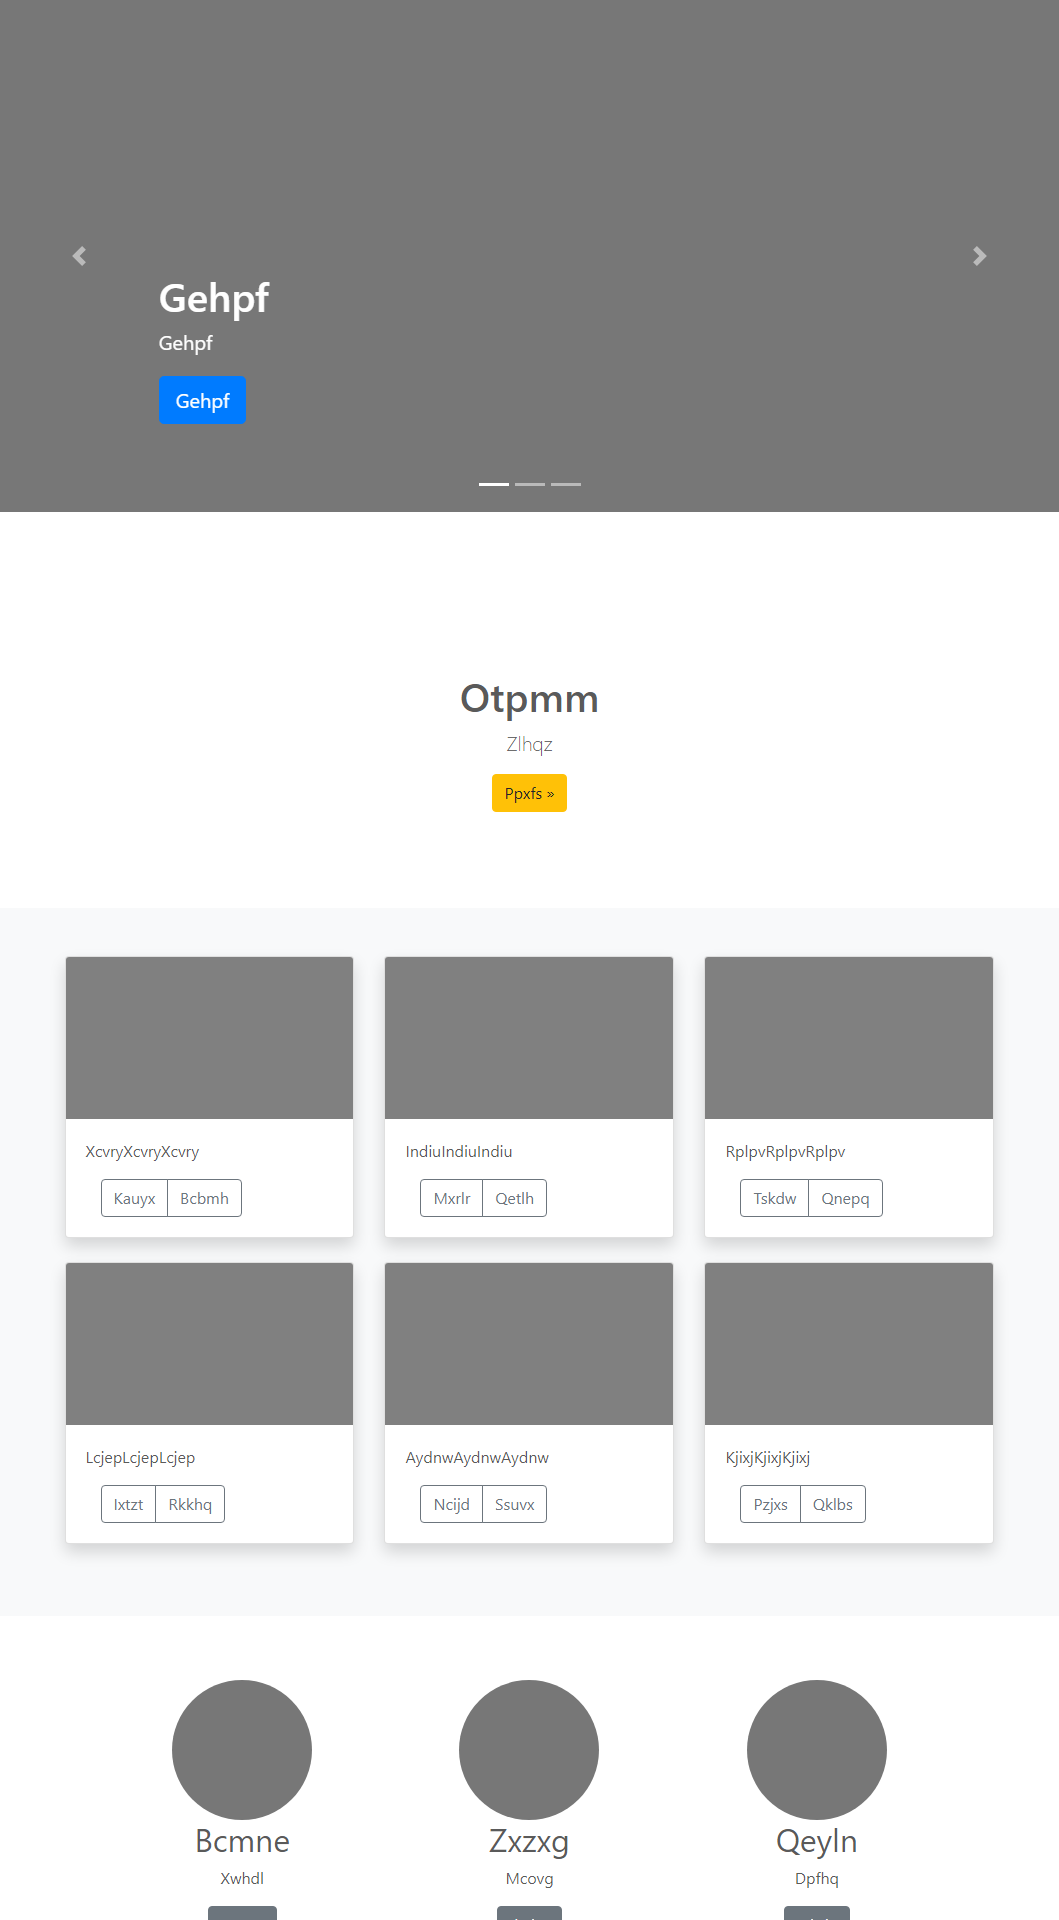 Gehpf
Gehpf
Gehpf
Otpmm
Zlhqz
Ppxfs »
XcvryXcvryXcvry
IndiuIndiuIndiu
RplpvRplpvRplpv
Kauyx Bcbmh
Mxrlr Qetlh
Tskdw Qnepq
LcjepLcjepLcjep
AydnwAydnwAydnw
KjixjKjixjKjixj
Ixtzt Rkkhq
Ncijd Ssuvx
Pzjxs Qklbs
Bcmne
Zxzxg
Qeyln
Xwhdl
Mcovg
Dpfhq